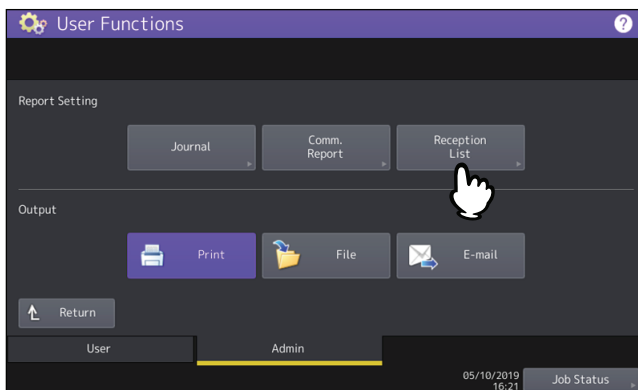 User Functions
?
Report Setting
Journal
Comm.
Report
Reception
List
Output
Print
File
E-mail
Return
User
Admin
05/10/2019
16:21
Job Status